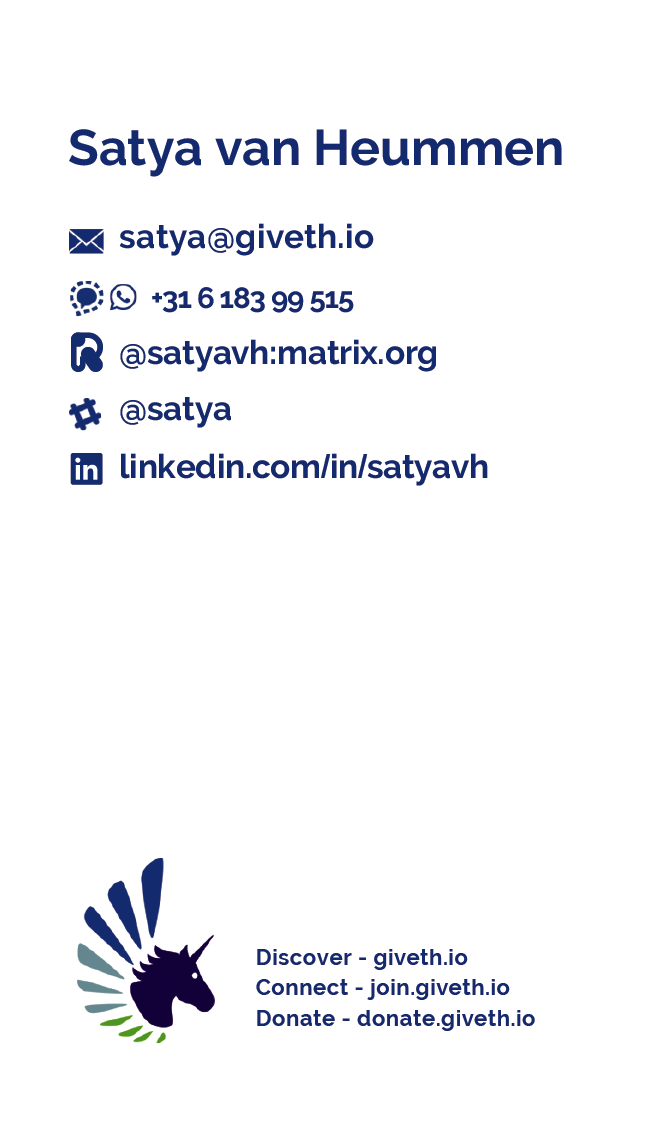 Satya van Heummen
satya@giveth.io
+31 6 183 99 515
@satyavh:matrix.org
@satya
linkedin.com/in/satyavh
Discover - giveth.io
Connect - join.giveth.io
Donate - donate.giveth.io